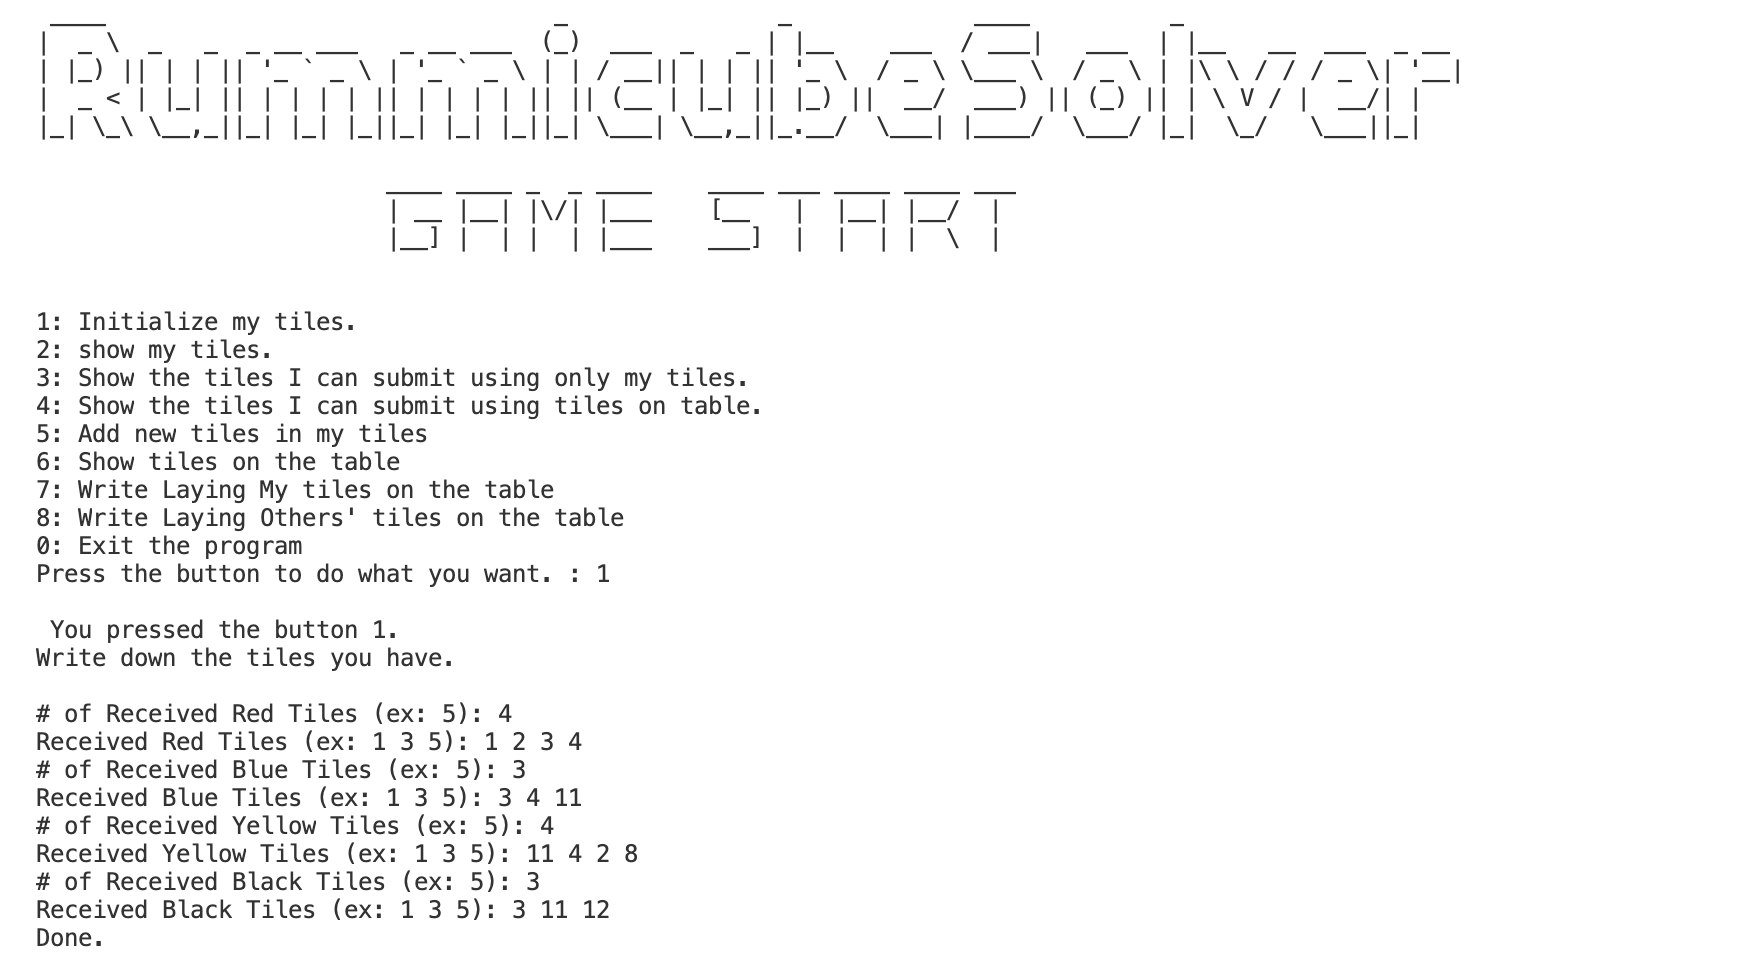 RummicubeSolver
GAME START
1: Initialize my tiles.
2: show my tiles.
3: Show the tiles I can submit using only my tiles.
4: Show the tiles I can submit using tiles on table.
5: Add new tiles in my tiles
6: Show tiles on the table
7: Write Laying My tiles on the table
8: Write Laying Others' tiles on the table
0: Exit the program
Press the button to do what you want. : 1
You pressed the button 1.
Write down the tiles you have.
# of Received Red Tiles (ex: 5): 4
Received Red Tiles (ex: 1 3 5): 1 2 3 4
# of Received Blue Tiles (ex: 5): 3
Received Blue Tiles (ex: 1 3 5): 3 4 11
# of Received Yellow Tiles (ex: 5): 4
Received Yellow Tiles (ex: 1 3 5): 11 4 2 8
# of Received Black Tiles (ex: 5): 3
Received Black Tiles (ex: 1 3 5): 3 11 12
Done.